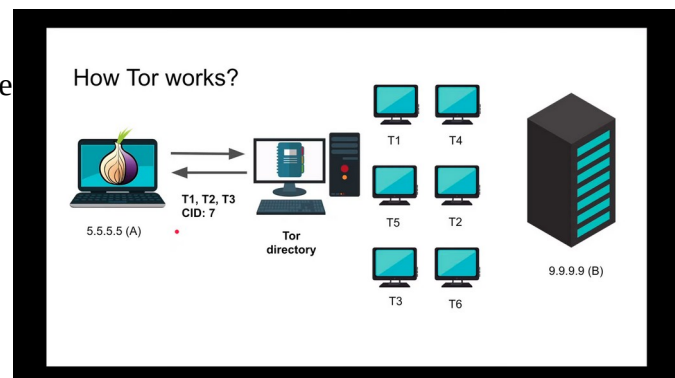 e
How Tor works?
T1 T4
T1, T2, T3
CID: 7
5.5.5.5 (A)
Tor
directory
T5 T2
9.9.9.9 (B)
T3 T6